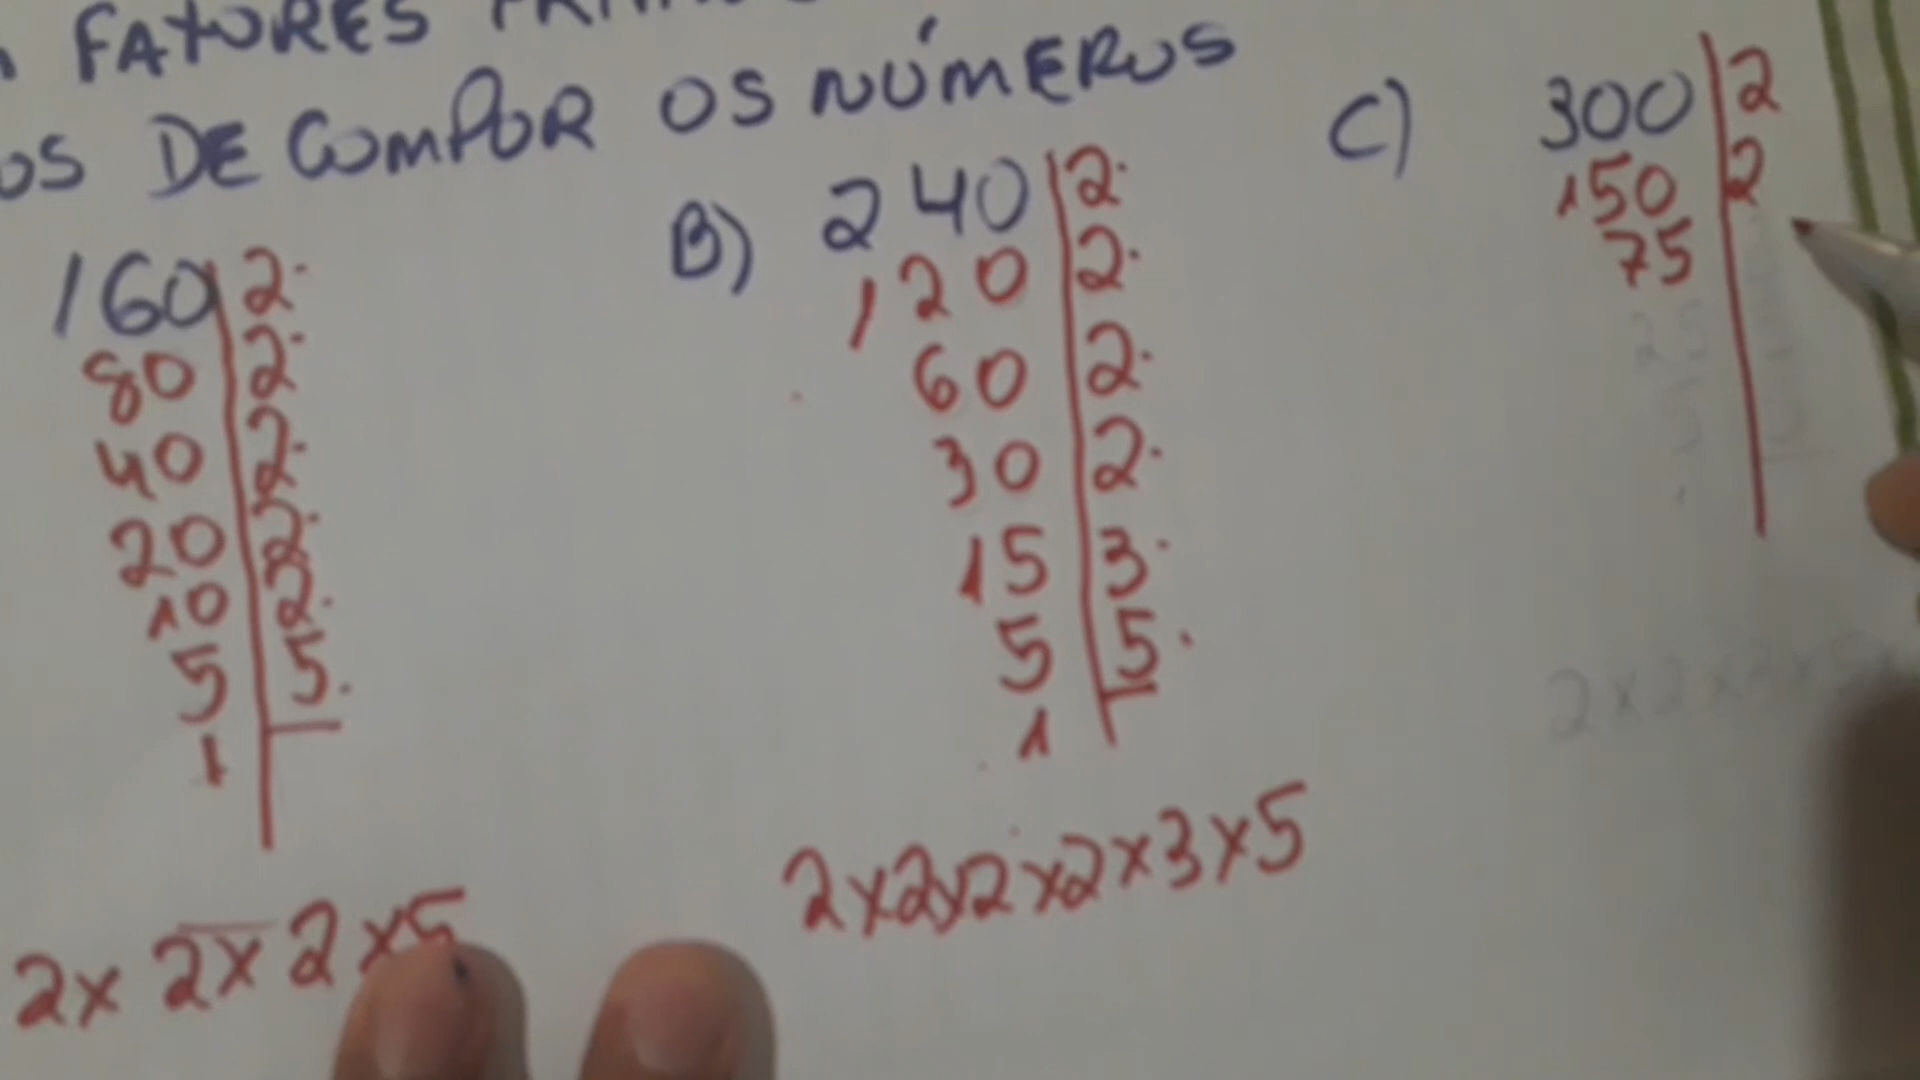 FATORES
OS DECOMPOR OS NÚMEROS
160 | 2.
80 | 2.
40 | 2.
20 | 2.
10 | 2.
5 | 5.
1
2x 2x 2x5
B) 240 | 2.
120 | 2.
60 | 2.
30 | 2.
15 | 3.
5 | 5.
1
2x2x2x2x3x5
C) 300 | 2
150 | 2
75